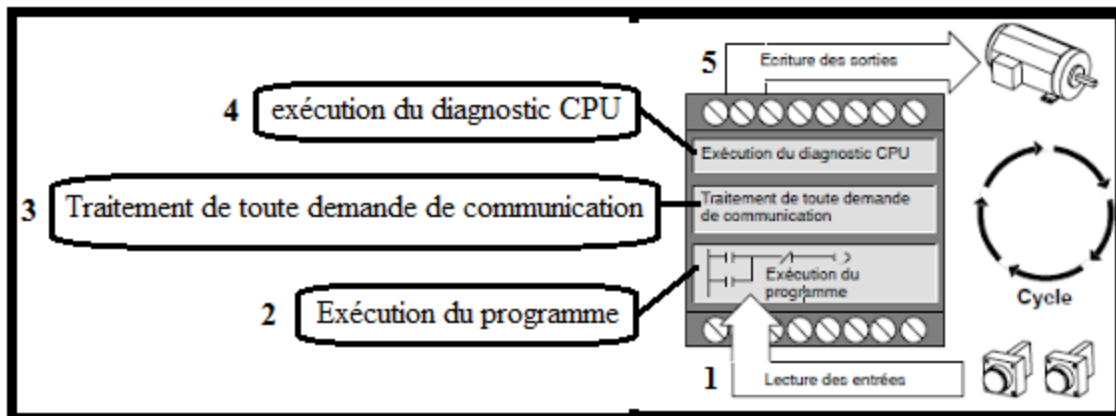 5
Ecriture des sorties
4
exécution du diagnostic CPU
Exécution du diagnostic CPU
3
Traitement de toute demande de communication
Traitement de toute demande
de communication
2
Exécution du programme
Exécution du
programme
Cycle
1
Lecture des entrées